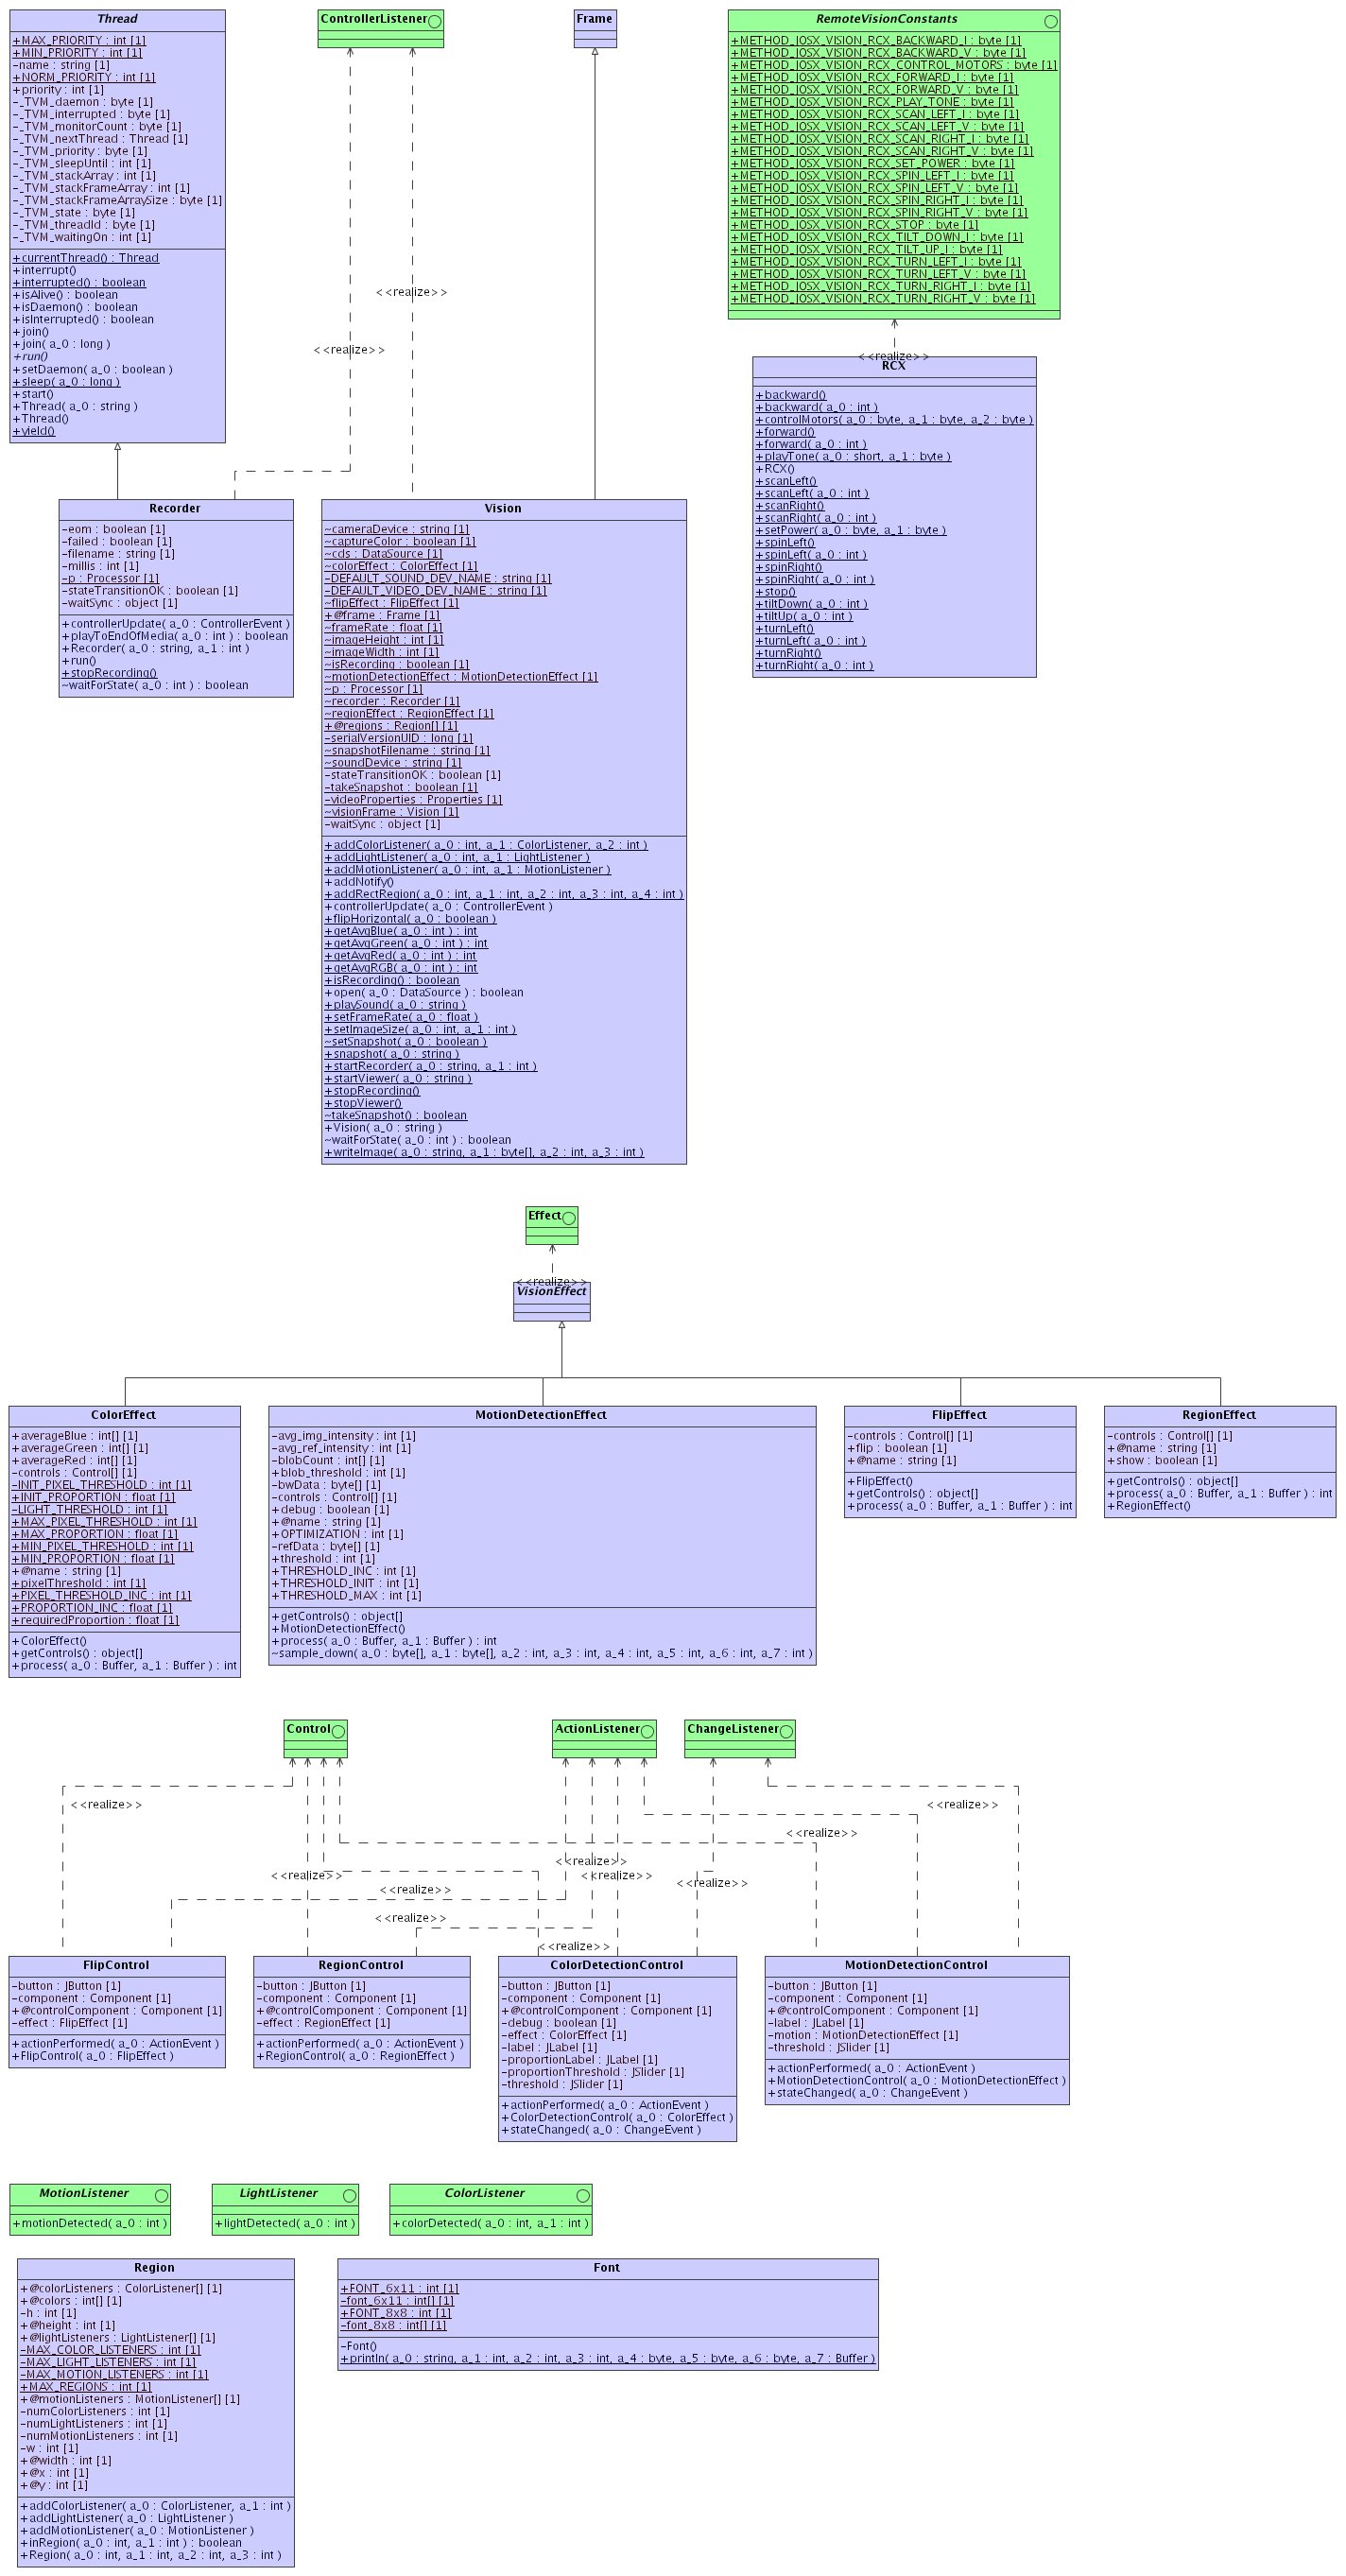 Thread
+MAX_PRIORITY : int [1]
+MIN_PRIORITY : int [1]
-name : string [1]
+NORM_PRIORITY : int [1]
+priority : int [1]
-_TVM_daemon : byte [1]
-_TVM_interrupted : byte [1]
-_TVM_monitorCount : byte [1]
-_TVM_nextThread : Thread [1]
-_TVM_priority : byte [1]
-_TVM_sleepUntil : int [1]
-_TVM_stackArray : int [1]
-_TVM_stackFrameArray : int [1]
-_TVM_stackFrameArraySize : byte [1]
-_TVM_state : byte [1]
-_TVM_threadId : byte [1]
-_TVM_waitingOn : int [1]
+currentThread() : Thread
+interrupt()
+interrupted() : boolean
+isAlive() : boolean
+isDaemon() : boolean
+isInterrupted() : boolean
+join()
+join( a_0 : long )
+run()
+setDaemon( a_0 : boolean )
+sleep( a_0 : long )
+start()
+Thread( a_0 : string )
+Thread()
+yield()
ControllerListener
Frame
RemoteVisionConstants
+METHOD_JOSX_VISION_RCX_BACKWARD_I : byte [1]
+METHOD_JOSX_VISION_RCX_BACKWARD_V : byte [1]
+METHOD_JOSX_VISION_RCX_CONTROL_MOTORS : byte [1]
+METHOD_JOSX_VISION_RCX_FORWARD_I : byte [1]
+METHOD_JOSX_VISION_RCX_FORWARD_V : byte [1]
+METHOD_JOSX_VISION_RCX_PLAY_TONE : byte [1]
+METHOD_JOSX_VISION_RCX_SCAN_LEFT_I : byte [1]
+METHOD_JOSX_VISION_RCX_SCAN_LEFT_V : byte [1]
+METHOD_JOSX_VISION_RCX_SCAN_RIGHT_I : byte [1]
+METHOD_JOSX_VISION_RCX_SCAN_RIGHT_V : byte [1]
+METHOD_JOSX_VISION_RCX_SET_POWER : byte [1]
+METHOD_JOSX_VISION_RCX_SPIN_LEFT_I : byte [1]
+METHOD_JOSX_VISION_RCX_SPIN_LEFT_V : byte [1]
+METHOD_JOSX_VISION_RCX_SPIN_RIGHT_I : byte [1]
+METHOD_JOSX_VISION_RCX_SPIN_RIGHT_V : byte [1]
+METHOD_JOSX_VISION_RCX_STOP : byte [1]
+METHOD_JOSX_VISION_RCX_TILT_DOWN_I : byte [1]
+METHOD_JOSX_VISION_RCX_TILT_UP_I : byte [1]
+METHOD_JOSX_VISION_RCX_TURN_LEFT_I : byte [1]
+METHOD_JOSX_VISION_RCX_TURN_LEFT_V : byte [1]
+METHOD_JOSX_VISION_RCX_TURN_RIGHT_I : byte [1]
+METHOD_JOSX_VISION_RCX_TURN_RIGHT_V : byte [1]
<<realize>>
<<realize>>
<<realize>>
RCX
+backward()
+backward( a_0 : int )
+controlMotors( a_0 : byte, a_1 : byte, a_2 : byte )
+forward()
+forward( a_0 : int )
+playTone( a_0 : short, a_1 : byte )
+RCX()
+scanLeft()
+scanLeft( a_0 : int )
+scanRight()
+scanRight( a_0 : int )
+setPower( a_0 : byte, a_1 : byte )
+spinLeft()
+spinLeft( a_0 : int )
+spinRight()
+spinRight( a_0 : int )
+stop()
+tiltDown( a_0 : int )
+tiltUp( a_0 : int )
+turnLeft()
+turnLeft( a_0 : int )
+turnRight()
+turnRight( a_0 : int )
Recorder
-eom : boolean [1]
-failed : boolean [1]
-filename : string [1]
-millis : int [1]
-p : Processor [1]
-stateTransitionOK : boolean [1]
-waitSync : object [1]
+controllerUpdate( a_0 : ControllerEvent )
+playToEndOfMedia( a_0 : int ) : boolean
+Recorder( a_0 : string, a_1 : int )
+run()
+stopRecording()
~waitForState( a_0 : int ) : boolean
Vision
~cameraDevice : string [1]
~captureColor : boolean [1]
~cds : DataSource [1]
~colorEffect : ColorEffect [1]
-DEFAULT_SOUND_DEV_NAME : string [1]
-DEFAULT_VIDEO_DEV_NAME : string [1]
~flipEffect : FlipEffect [1]
+@frame : Frame [1]
~frameRate : float [1]
~imageHeight : int [1]
~imageWidth : int [1]
~isRecording : boolean [1]
~motionDetectionEffect : MotionDetectionEffect [1]
~p : Processor [1]
~recorder : Recorder [1]
~regionEffect : RegionEffect [1]
+@regions : Region[] [1]
-serialVersionUID : long [1]
~snapshotFilename : string [1]
~soundDevice : string [1]
-stateTransitionOK : boolean [1]
-takeSnapshot : boolean [1]
-videoProperties : Properties [1]
~visionFrame : Vision [1]
-waitSync : object [1]
+addColorListener( a_0 : int, a_1 : ColorListener, a_2 : int )
+addLightListener( a_0 : int, a_1 : LightListener )
+addMotionListener( a_0 : int, a_1 : MotionListener )
+addNotify()
+addRectRegion( a_0 : int, a_1 : int, a_2 : int, a_3 : int, a_4 : int )
+controllerUpdate( a_0 : ControllerEvent )
+flipHorizontal( a_0 : boolean )
+getAvgBlue( a_0 : int ) : int
+getAvgGreen( a_0 : int ) : int
+getAvgRed( a_0 : int ) : int
+getAvgRGB( a_0 : int ) : int
+isRecording() : boolean
+open( a_0 : DataSource ) : boolean
+playSound( a_0 : string )
+setFrameRate( a_0 : float )
+setImageSize( a_0 : int, a_1 : int )
~setSnapshot( a_0 : boolean )
+snapshot( a_0 : string )
+startRecorder( a_0 : string, a_1 : int )
+startViewer( a_0 : string )
+stopRecording()
+stopViewer()
~takeSnapshot() : boolean
+Vision( a_0 : string )
~waitForState( a_0 : int ) : boolean
+writeImage( a_0 : string, a_1 : byte[], a_2 : int, a_3 : int )
Effect
<<realize>>
VisionEffect
ColorEffect
+averageBlue : int[] [1]
+averageGreen : int[] [1]
+averageRed : int[] [1]
-controls : Control[] [1]
-INIT_PIXEL_THRESHOLD : int [1]
+INIT_PROPORTION : float [1]
-LIGHT_THRESHOLD : int [1]
+MAX_PIXEL_THRESHOLD : int [1]
+MAX_PROPORTION : float [1]
+MIN_PIXEL_THRESHOLD : int [1]
+MIN_PROPORTION : float [1]
+@name : string [1]
+pixelThreshold : int [1]
+PIXEL_THRESHOLD_INC : int [1]
+PROPORTION_INC : float [1]
+requiredProportion : float [1]
+ColorEffect()
+getControls() : object[]
+process( a_0 : Buffer, a_1 : Buffer ) : int
MotionDetectionEffect
-avg_img_intensity : int [1]
-avg_ref_intensity : int [1]
-blobCount : int[] [1]
+blob_threshold : int [1]
-bwData : byte[] [1]
-controls : Control[] [1]
+debug : boolean [1]
+@name : string [1]
+OPTIMIZATION : int [1]
-refData : byte[] [1]
+threshold : int [1]
+THRESHOLD_INC : int [1]
+THRESHOLD_INIT : int [1]
+THRESHOLD_MAX : int [1]
+getControls() : object[]
+MotionDetectionEffect()
+process( a_0 : Buffer, a_1 : Buffer ) : int
~sample_down( a_0 : byte[], a_1 : byte[], a_2 : int, a_3 : int, a_4 : int, a_5 : int, a_6 : int, a_7 : int )
FlipEffect
-controls : Control[] [1]
+flip : boolean [1]
+@name : string [1]
+FlipEffect()
+getControls() : object[]
+process( a_0 : Buffer, a_1 : Buffer ) : int
RegionEffect
-controls : Control[] [1]
+@name : string [1]
+show : boolean [1]
+getControls() : object[]
+process( a_0 : Buffer, a_1 : Buffer ) : int
+RegionEffect()
Control
ActionListener
ChangeListener
<<realize>>
<<realize>>
<<realize>>
<<realize>>
<<realize>>
<<realize>>
<<realize>>
<<realize>>
<<realize>>
<<realize>>
FlipControl
-button : JButton [1]
-component : Component [1]
+@controlComponent : Component [1]
-effect : FlipEffect [1]
+actionPerformed( a_0 : ActionEvent )
+FlipControl( a_0 : FlipEffect )
RegionControl
-button : JButton [1]
-component : Component [1]
+@controlComponent : Component [1]
-effect : RegionEffect [1]
+actionPerformed( a_0 : ActionEvent )
+RegionControl( a_0 : RegionEffect )
ColorDetectionControl
-button : JButton [1]
-component : Component [1]
+@controlComponent : Component [1]
-debug : boolean [1]
-effect : ColorEffect [1]
-label : JLabel [1]
-proportionLabel : JLabel [1]
-proportionThreshold : JSlider [1]
-threshold : JSlider [1]
+actionPerformed( a_0 : ActionEvent )
+ColorDetectionControl( a_0 : ColorEffect )
+stateChanged( a_0 : ChangeEvent )
MotionDetectionControl
-button : JButton [1]
-component : Component [1]
+@controlComponent : Component [1]
-label : JLabel [1]
-motion : MotionDetectionEffect [1]
-threshold : JSlider [1]
+actionPerformed( a_0 : ActionEvent )
+MotionDetectionControl( a_0 : MotionDetectionEffect )
+stateChanged( a_0 : ChangeEvent )
MotionListener
+motionDetected( a_0 : int )
LightListener
+lightDetected( a_0 : int )
ColorListener
+colorDetected( a_0 : int, a_1 : int )
Region
+@colorListeners : ColorListener[] [1]
+@colors : int[] [1]
-h : int [1]
+@height : int [1]
+@lightListeners : LightListener[] [1]
-MAX_COLOR_LISTENERS : int [1]
-MAX_LIGHT_LISTENERS : int [1]
-MAX_MOTION_LISTENERS : int [1]
+MAX_REGIONS : int [1]
+@motionListeners : MotionListener[] [1]
-numColorListeners : int [1]
-numLightListeners : int [1]
-numMotionListeners : int [1]
-w : int [1]
+@width : int [1]
+@x : int [1]
+@y : int [1]
+addColorListener( a_0 : ColorListener, a_1 : int )
+addLightListener( a_0 : LightListener )
+addMotionListener( a_0 : MotionListener )
+inRegion( a_0 : int, a_1 : int ) : boolean
+Region( a_0 : int, a_1 : int, a_2 : int, a_3 : int )
Font
+FONT_6x11 : int [1]
-font_6x11 : int[] [1]
+FONT_8x8 : int [1]
-font_8x8 : int[] [1]
-Font()
+println( a_0 : string, a_1 : int, a_2 : int, a_3 : int, a_4 : byte, a_5 : byte, a_6 : byte, a_7 : Buffer )